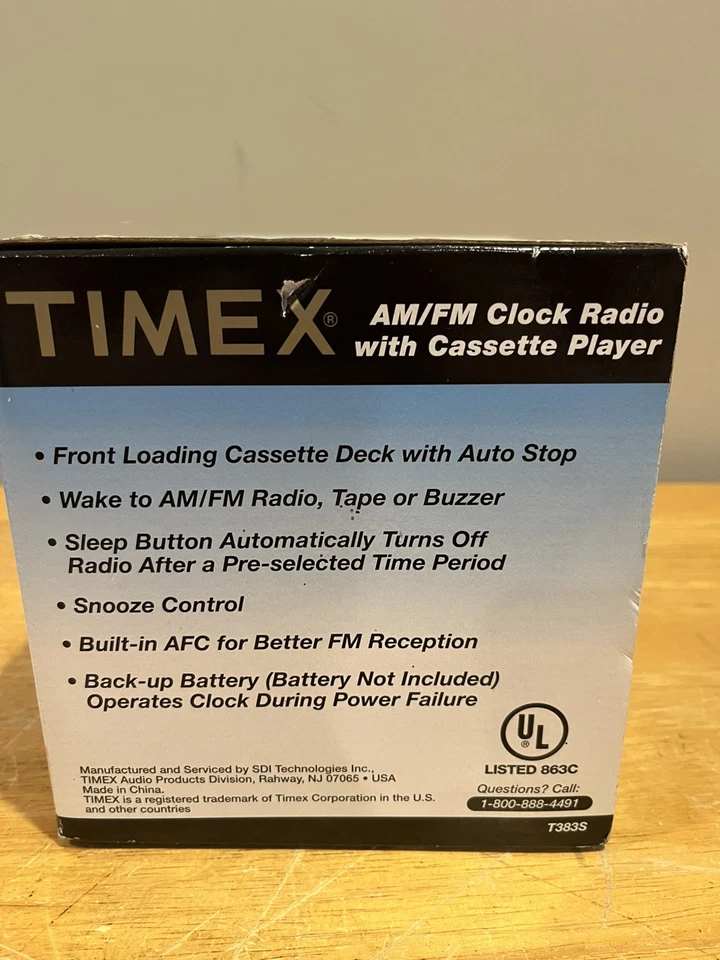 TIMEX®
AM/FM Clock Radio
with Cassette Player
• Front Loading Cassette Deck with Auto Stop
• Wake to AM/FM Radio, Tape or Buzzer
• Sleep Button Automatically Turns Off
Radio After a Pre-selected Time Period
• Snooze Control
• Built-in AFC for Better FM Reception
• Back-up Battery (Battery Not Included)
Operates Clock During Power Failure
UL®
LISTED 863C
Manufactured and Serviced by SDI Technologies Inc.,
TIMEX Audio Products Division, Rahway, NJ 07065 • USA
Made in China.
TIMEX is a registered trademark of Timex Corporation in the U.S.
and other countries
Questions? Call:
1-800-888-4491
T383S